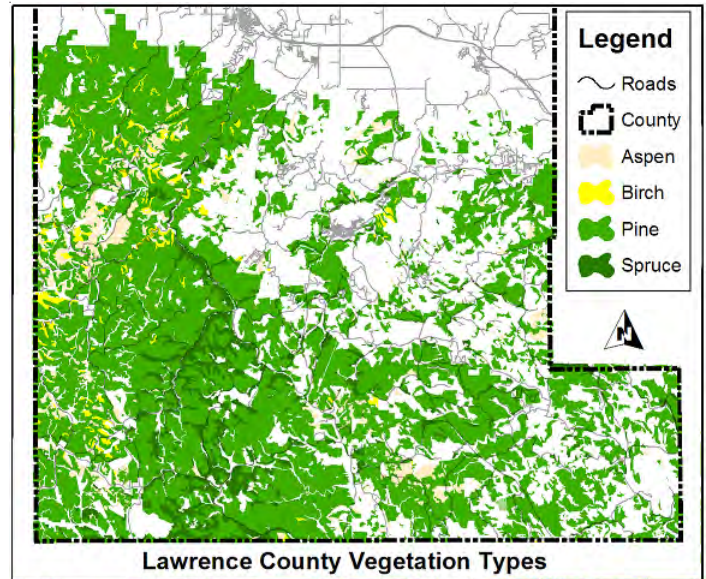 Legend
Roads
County
Aspen
Birch
Pine
Spruce
N
Lawrence County Vegetation Types